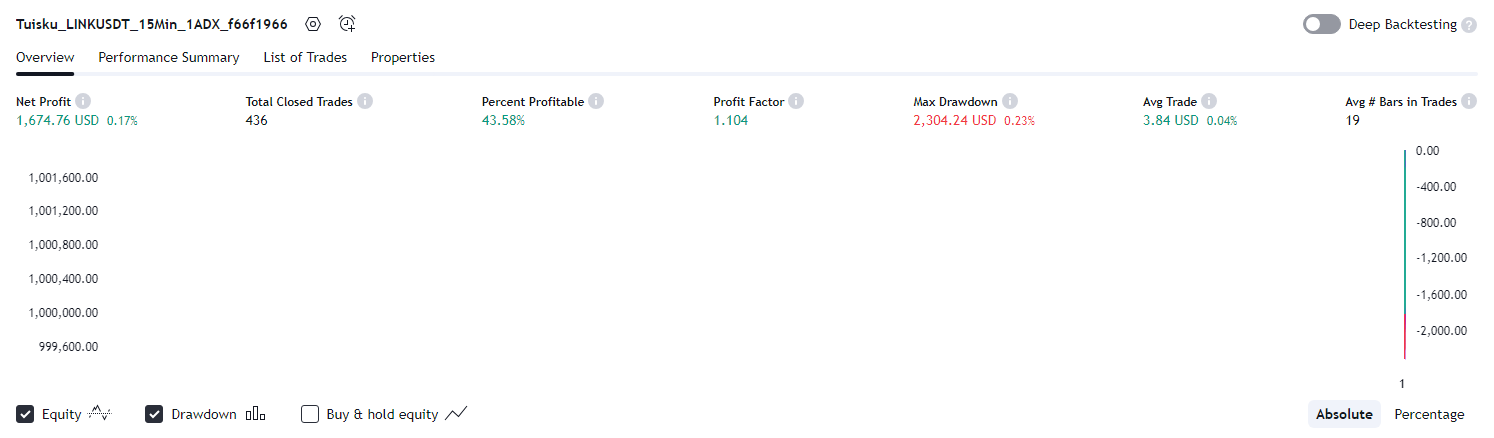 Tuisku_LINKUSDT_15Min_1ADX_f66f1966
Deep Backtesting ?
Overview Performance Summary List of Trades Properties
Net Profit Total Closed Trades Percent Profitable Profit Factor Max Drawdown Avg Trade Avg # Bars in Trades
1,674.76 USD 0.17% 436 43.58% 1.104 2,304.24 USD 0.23% 3.84 USD 0.04% 19
0.00
1,001,600.00
-400.00
1,001,200.00
-800.00
1,000,800.00
-1,200.00
1,000,400.00
-1,600.00
1,000,000.00
-2,000.00
999,600.00
1
Equity Drawdown Buy & hold equity Absolute Percentage